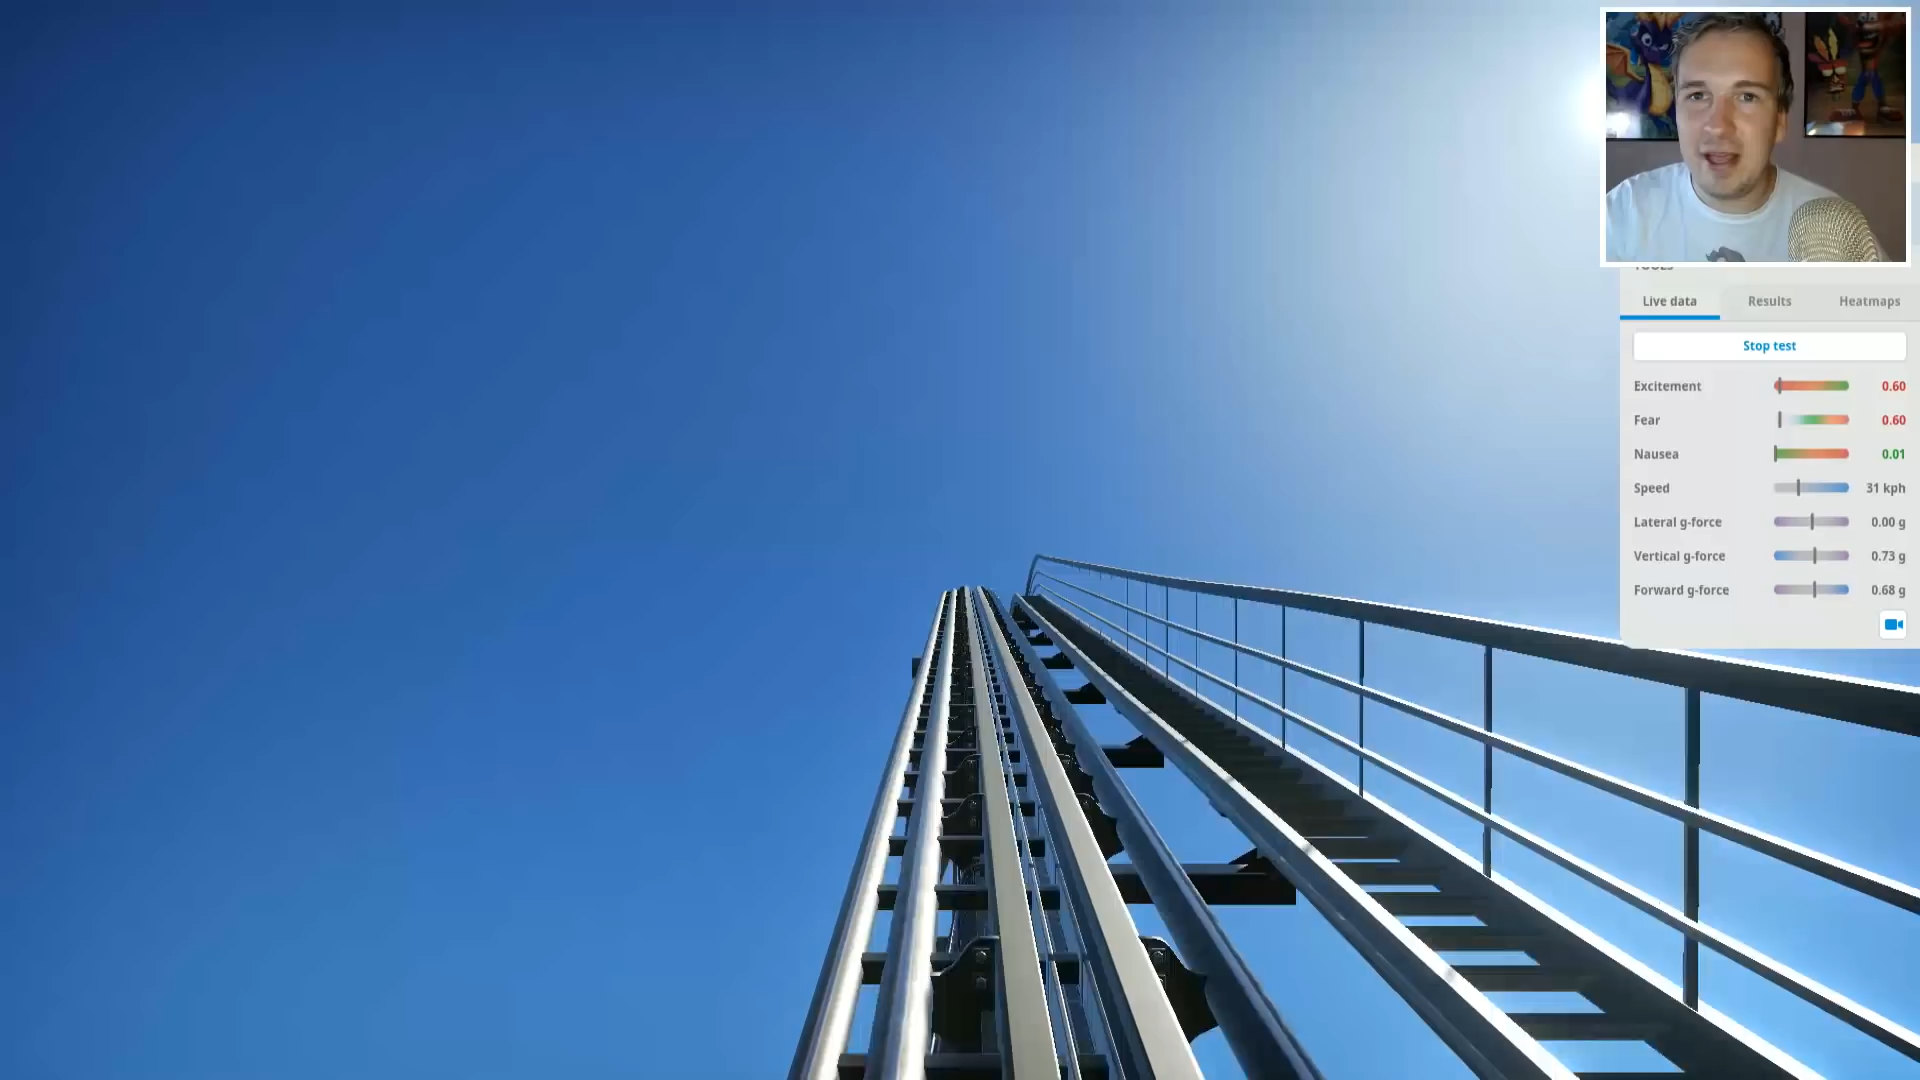 TOOLS
Live data Results Heatmaps
Stop test
Excitement 0.60
Fear 0.60
Nausea 0.01
Speed 31 kph
Lateral g-force 0.00 g
Vertical g-force 0.73 g
Forward g-force 0.68 g